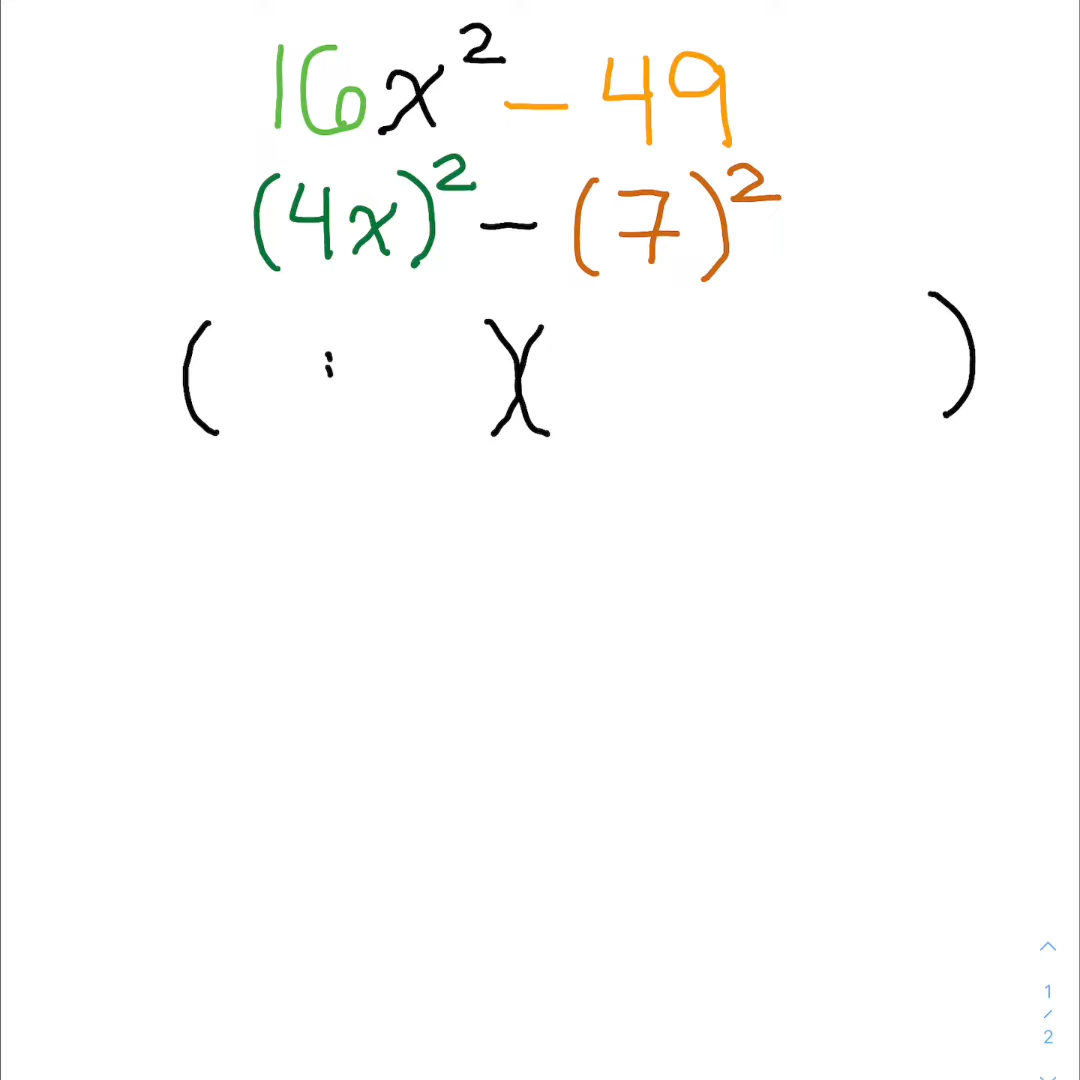 16x² - 49
(4x)² - (7)²
( : )( )
1
/
2